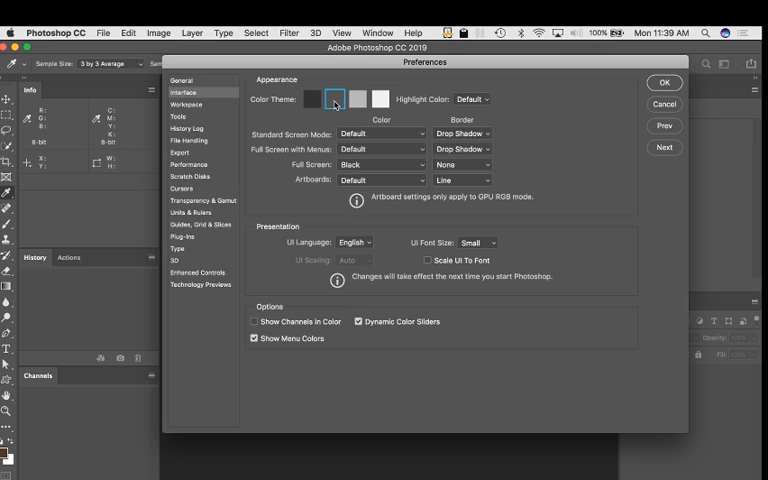 Photoshop CC File Edit Image Layer Type Select Filter 3D View Window Help 100% Mon 11:39 AM
Adobe Photoshop CC 2019
Sample Size: 3 by 3 Average
Preferences
Info
R:
G:
B:
8-bit
C:
M:
Y:
K:
8-bit
X:
Y:
W:
H:
History Actions
Channels
General
Interface
Workspace
Tools
History Log
File Handling
Export
Performance
Scratch Disks
Cursors
Transparency & Gamut
Units & Rulers
Guides, Grid & Slices
Plug-Ins
Type
3D
Enhanced Controls
Technology Previews
Appearance
Color Theme: Highlight Color: Default
Color Border
Standard Screen Mode: Default Drop Shadow
Full Screen with Menus: Default Drop Shadow
Full Screen: Black None
Artboards: Default Line
Artboard settings only apply to GPU RGB mode.
Presentation
UI Language: English UI Font Size: Small
UI Scaling: Auto Scale UI To Font
Changes will take effect the next time you start Photoshop.
Options
Show Channels in Color Dynamic Color Sliders
Show Menu Colors
OK
Cancel
Prev
Next
Opacity: 100%
Fill: 100%